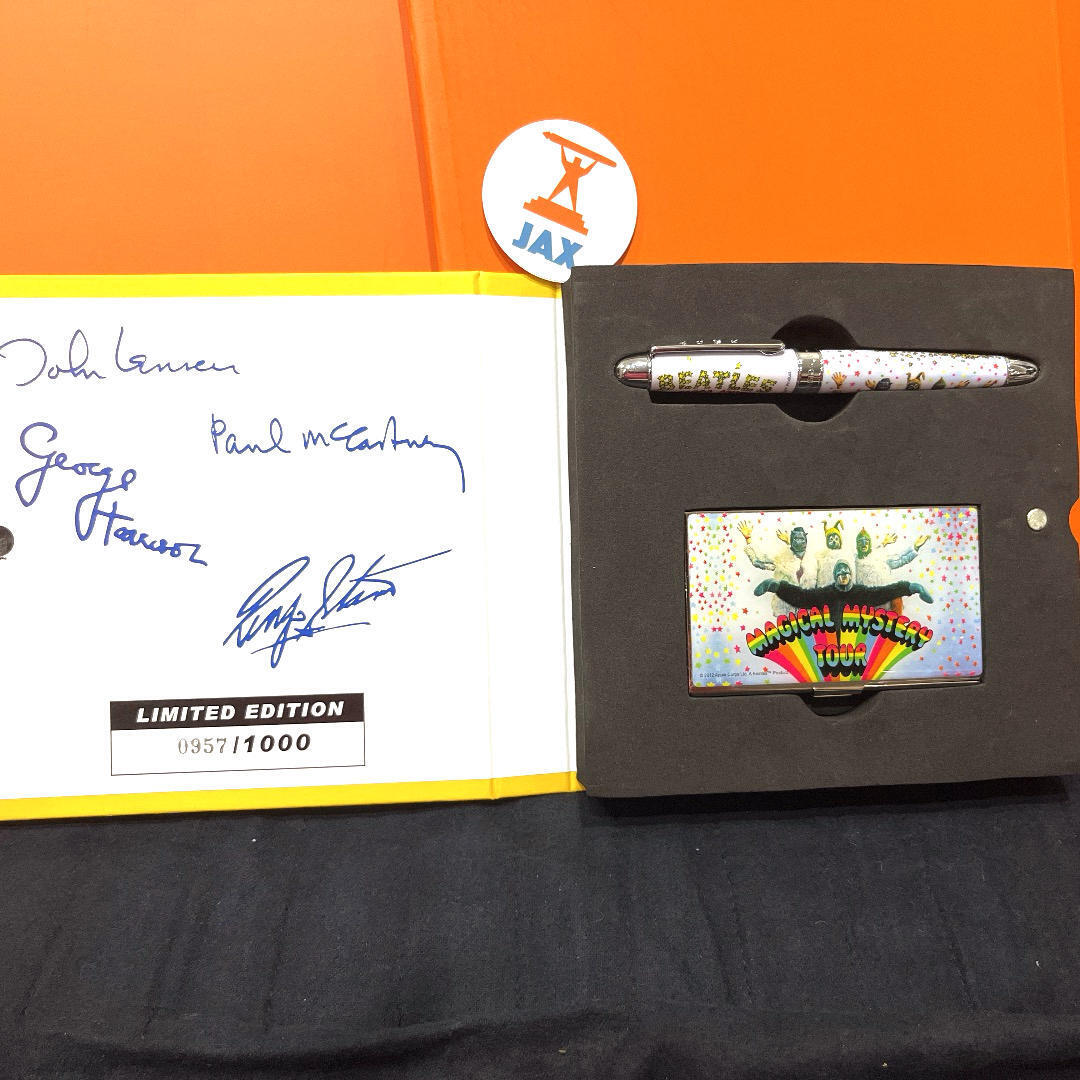 JAX
John Lennon
Paul McCartney
George
Harrison
Ringo Starr
LIMITED EDITION
0957/1000
BEATLES
MAGICAL MYSTERY
TOUR